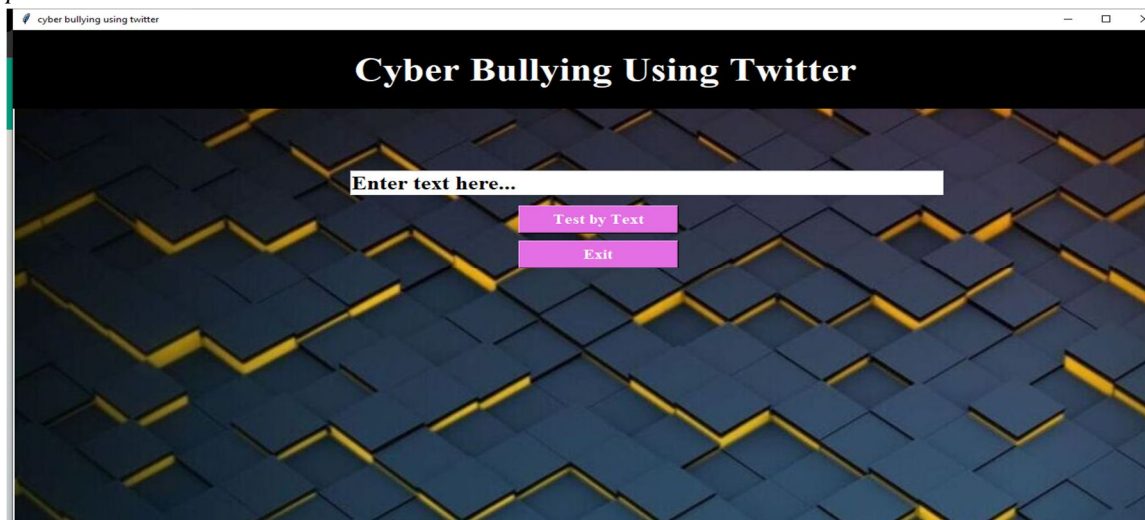 cyber bullying using twitter
Cyber Bullying Using Twitter
Enter text here...
Test by Text
Exit